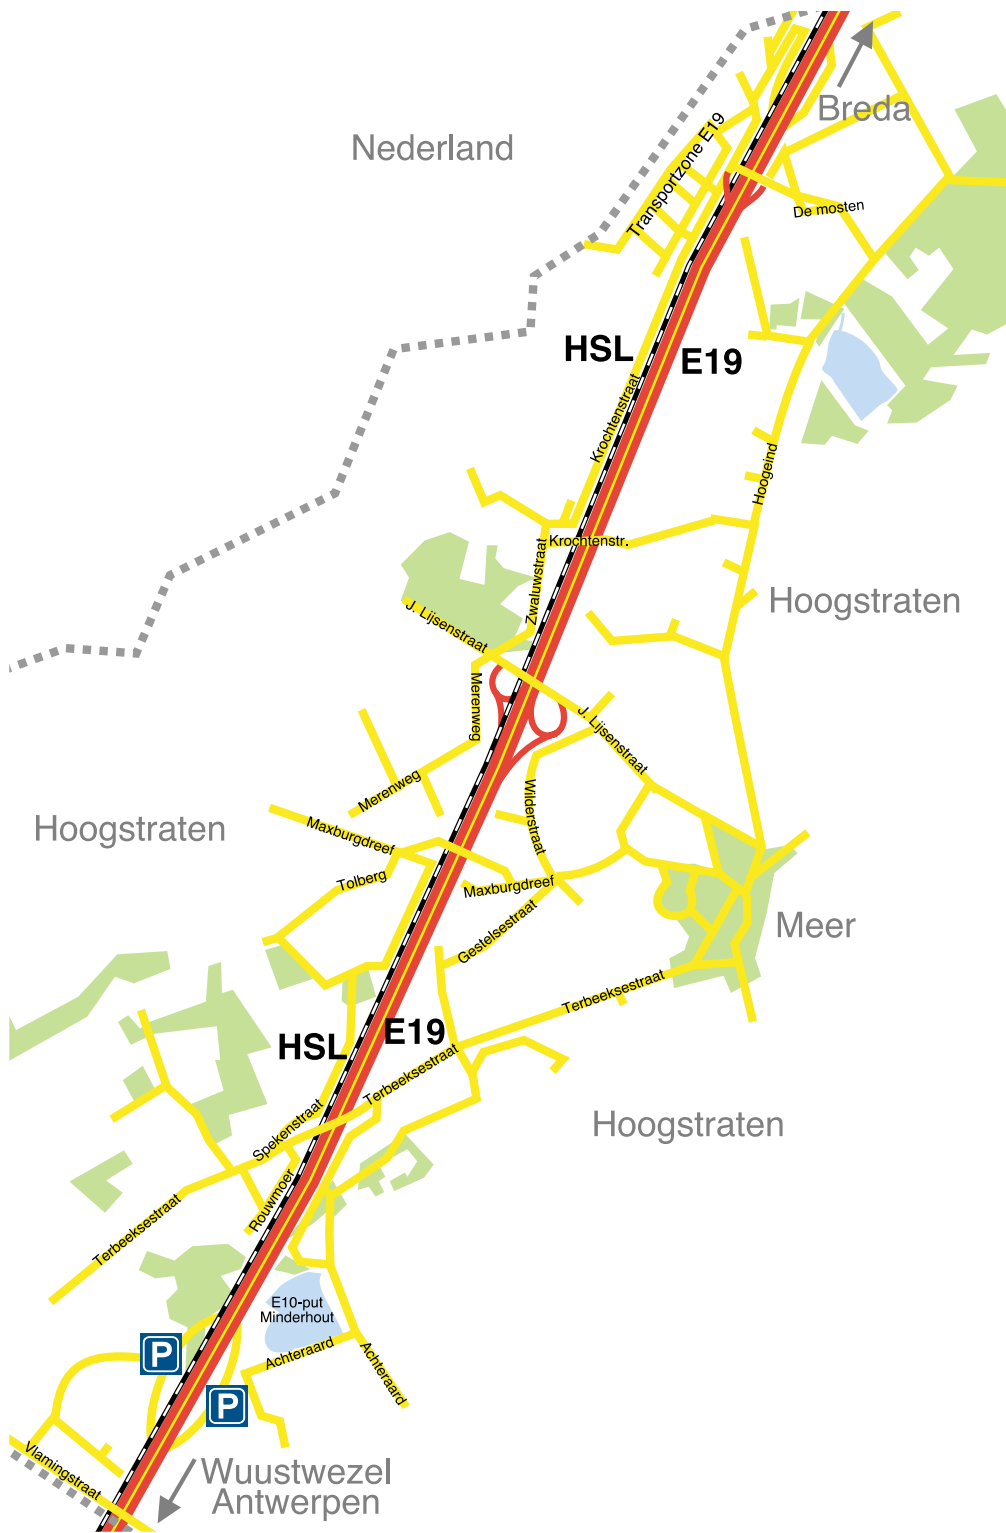 Breda
Nederland
Transportzone E19
De mosten
HSL
E19
Krochtenstraat
Hoogeind
Krochtenstr.
Zwaluwstraat
Hoogstraten
J. Lijsenstraat
Merenweg
J. Lijsenstraat
Merenweg
Wilderstraat
Hoogstraten
Maxburgdreef
Tolberg
Maxburgdreef
Gestelsestraat
Meer
Terbeeksestraat
HSL
E19
Terbeeksestraat
Spekenstraat
Hoogstraten
Rouwmoer
Terbeeksestraat
E10-put
Minderhout
P
Achteraard
Achteraard
P
Vlamingstraat
Wuustwezel
Antwerpen